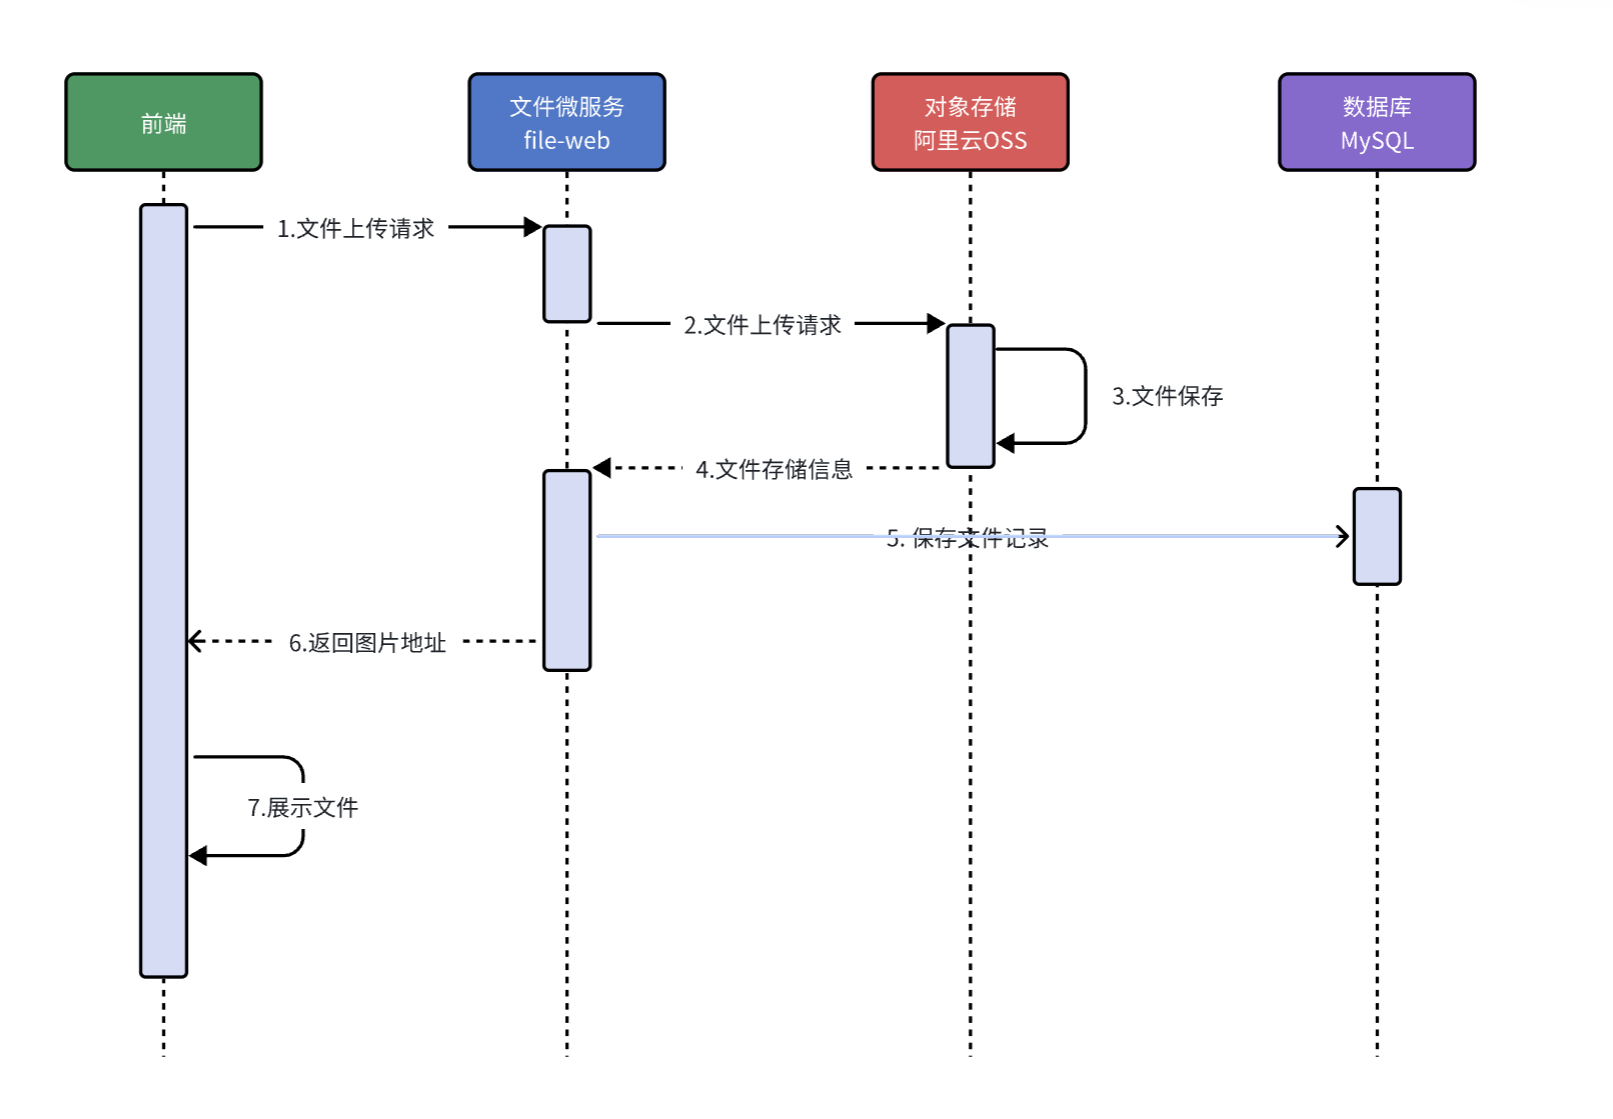 前端
文件微服务
file-web
对象存储
阿里云OSS
数据库
MySQL
1.文件上传请求
2.文件上传请求
3.文件保存
4.文件存储信息
5. 保存文件记录
6.返回图片地址
7.展示文件